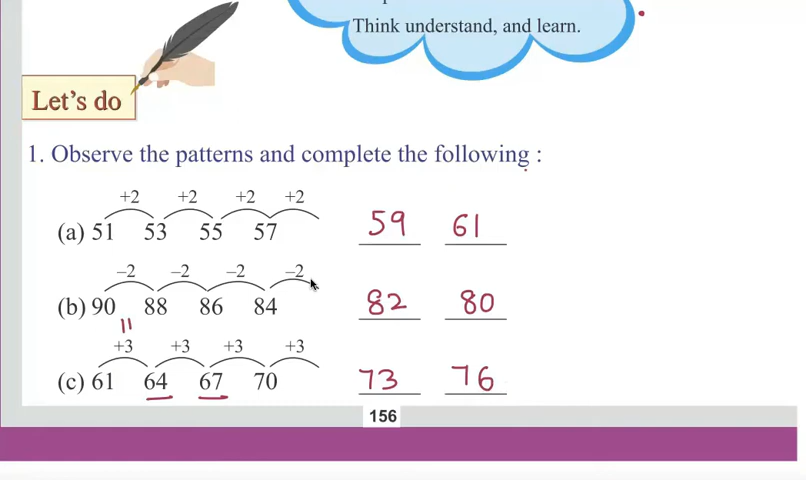 Think understand, and learn.
Let's do
1. Observe the patterns and complete the following :
+2 +2 +2 +2
(a) 51 53 55 57 59 61
–2 –2 –2 –2
(b) 90 88 86 84 82 80
+3 +3 +3 +3
(c) 61 64 67 70 73 76
156